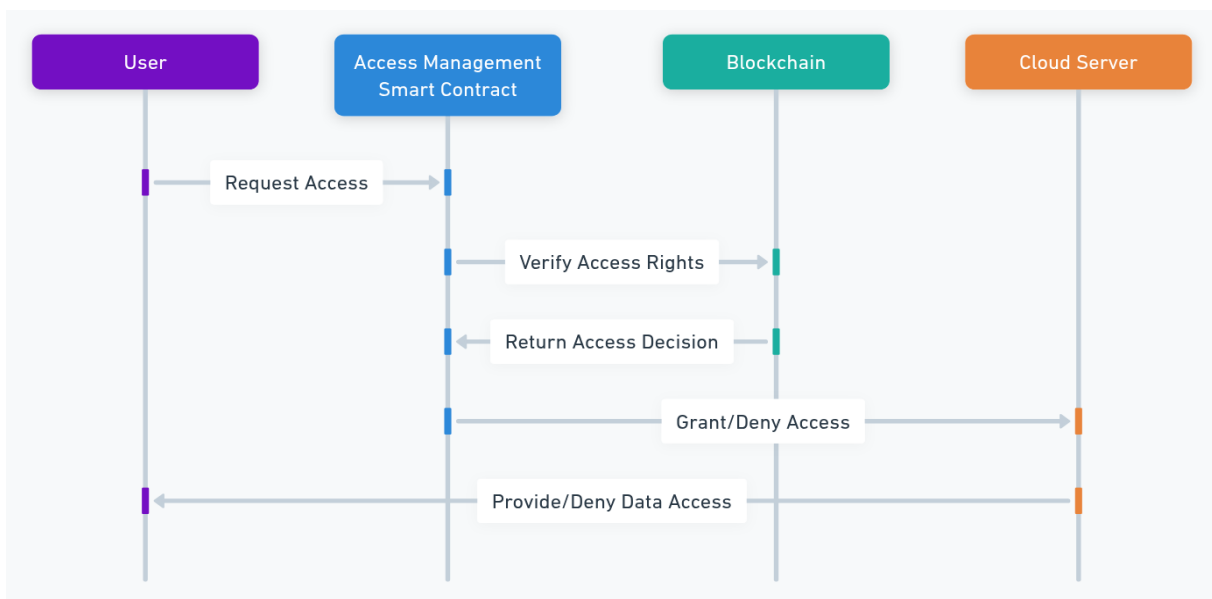 User
Access Management
Smart Contract
Blockchain
Cloud Server
Request Access
Verify Access Rights
Return Access Decision
Grant/Deny Access
Provide/Deny Data Access